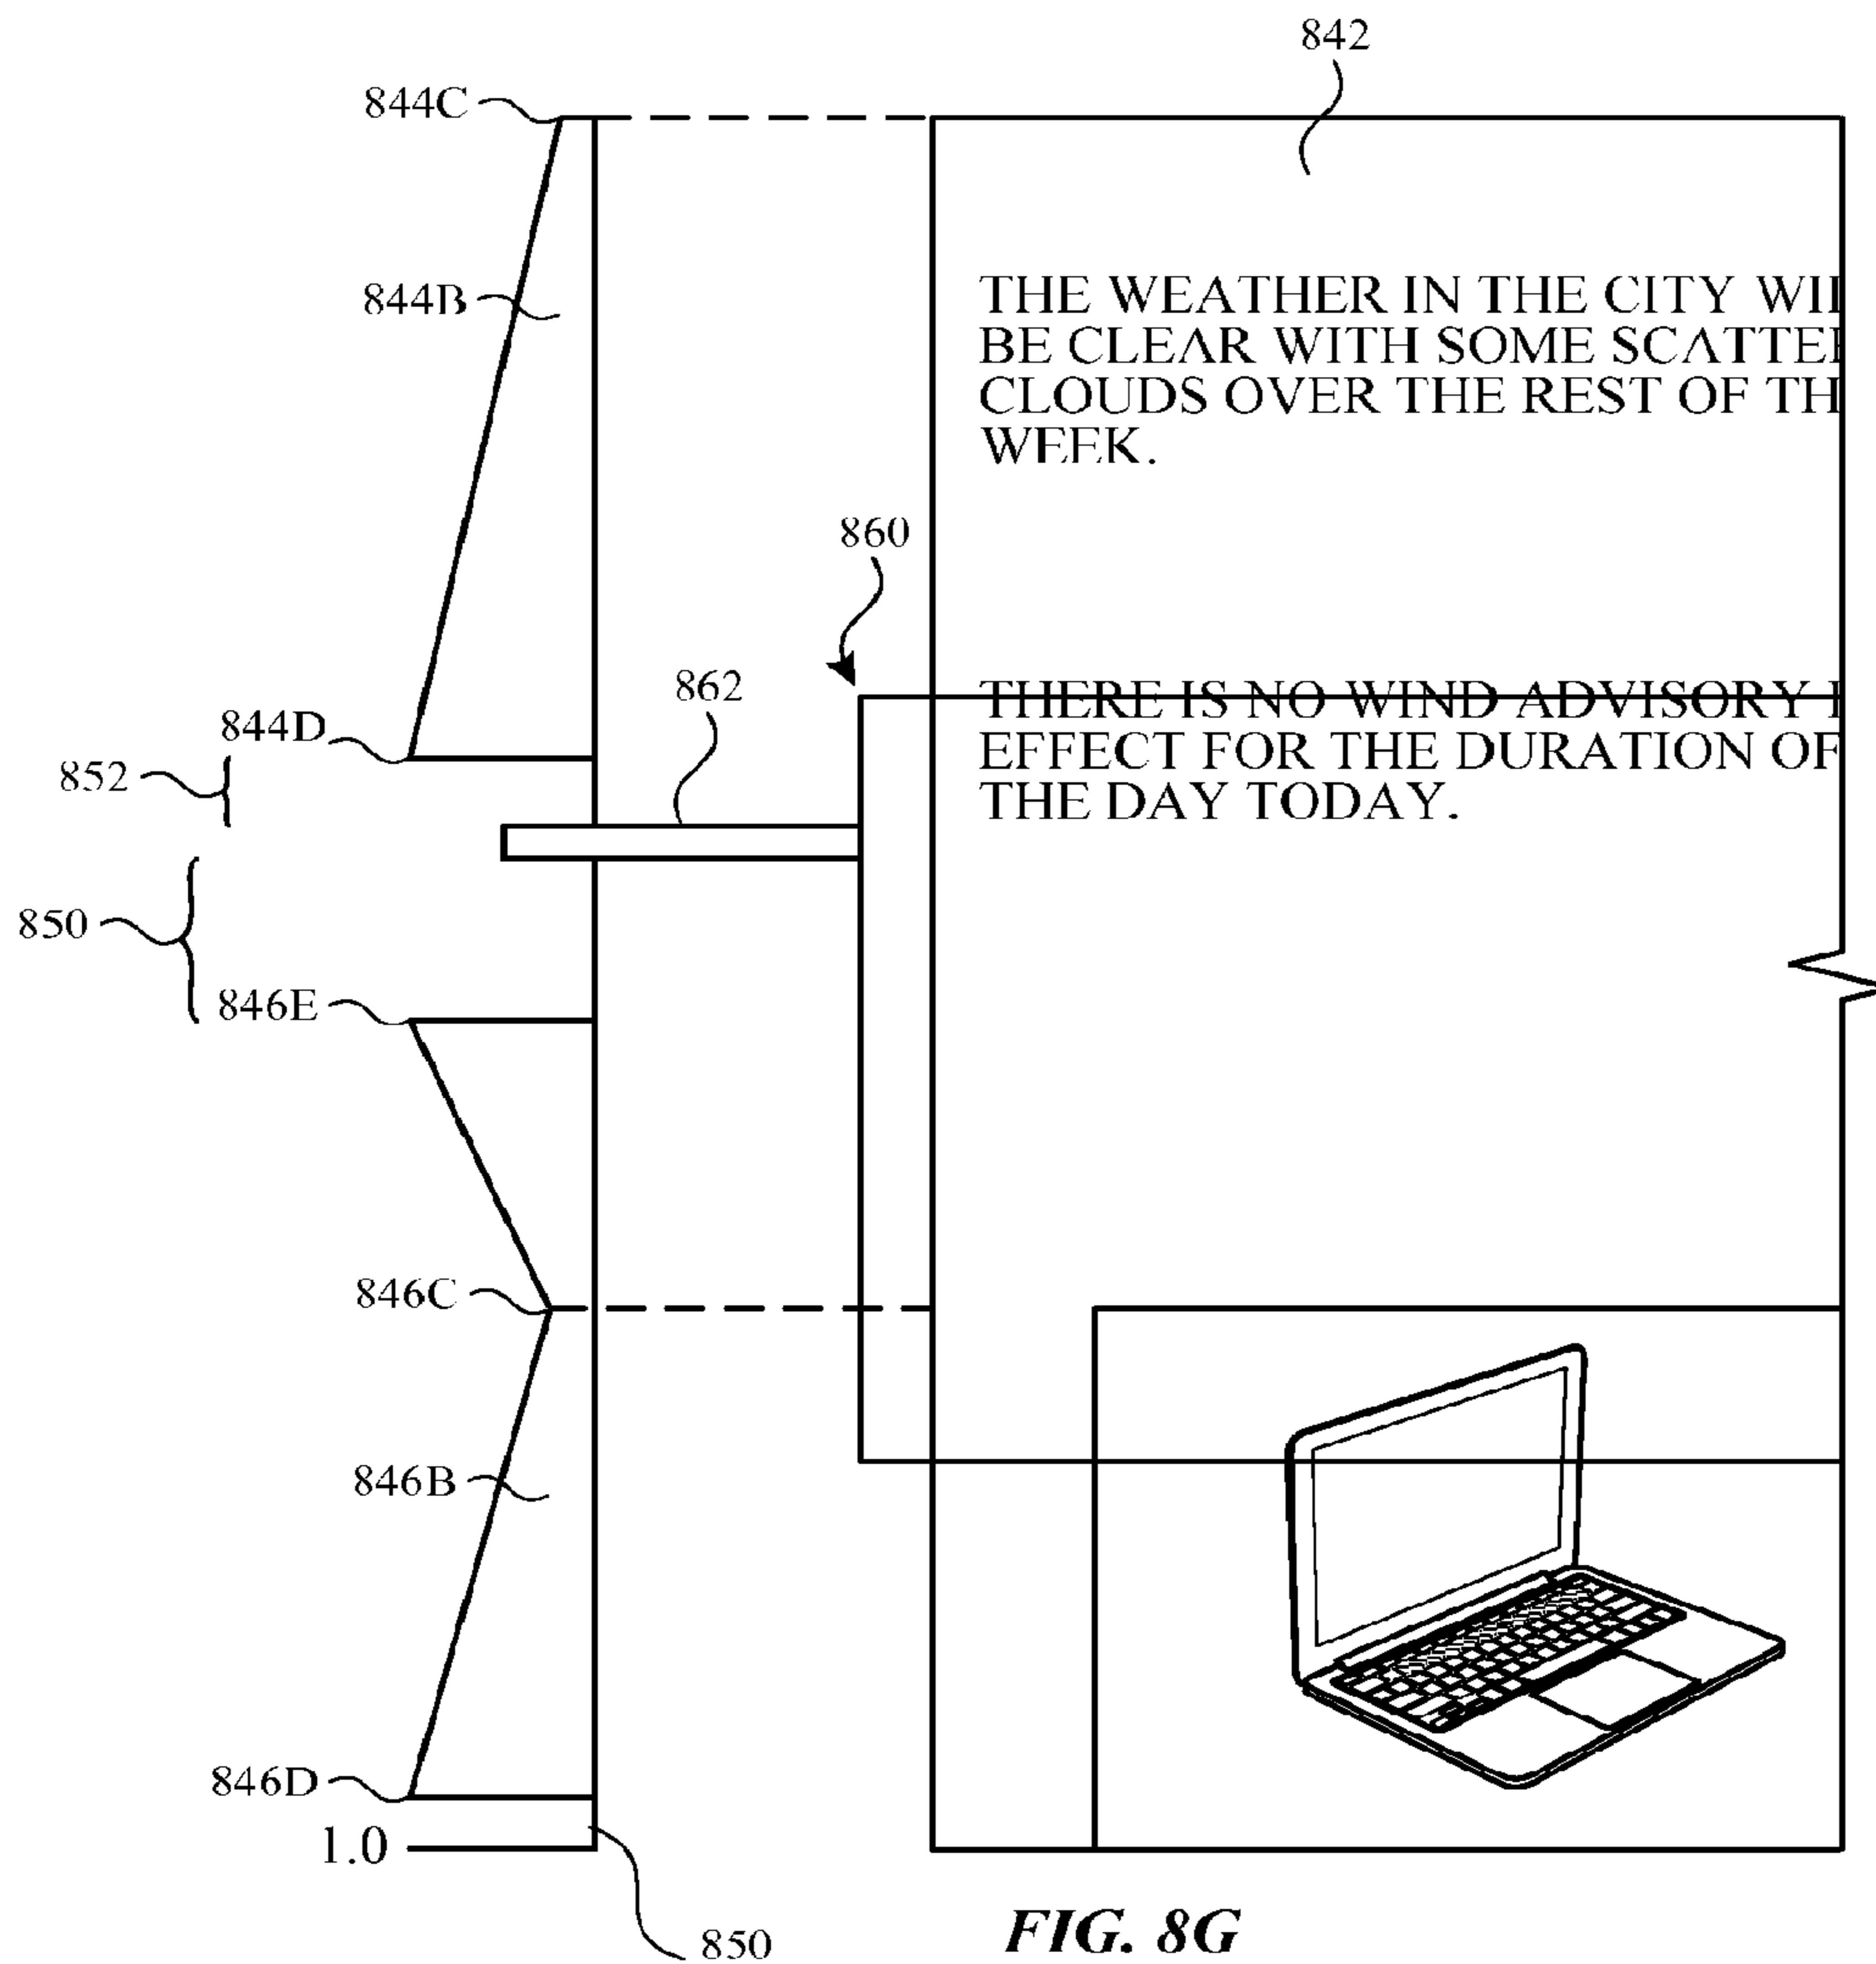 842
844C
844B
THE WEATHER IN THE CITY WIL
BE CLEAR WITH SOME SCATTER
CLOUDS OVER THE REST OF TH
WEEK.
860
862
THERE IS NO WIND ADVISORY I
EFFECT FOR THE DURATION OF
THE DAY TODAY.
844D
852
850
846E
846C
846B
846D
1.0
850
FIG. 8G